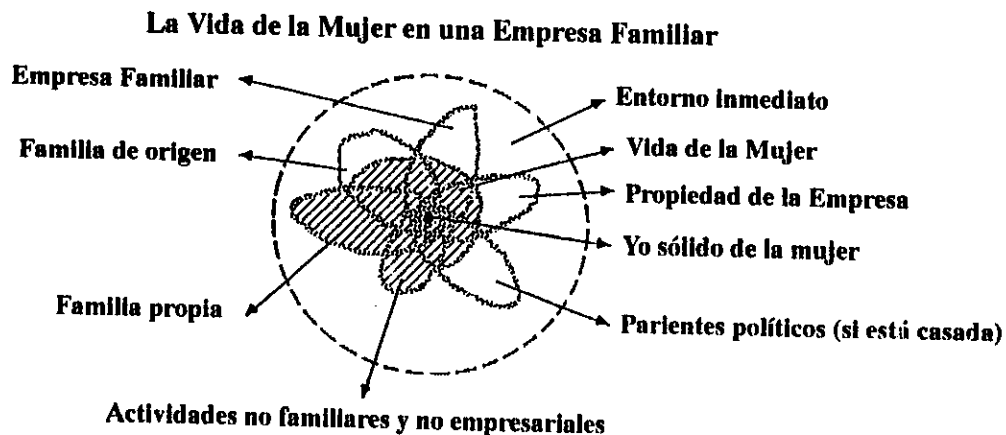 La Vida de la Mujer en una Empresa Familiar
Empresa Familiar
Entorno inmediato
Familia de origen
Vida de la Mujer
Propiedad de la Empresa
Yo sólido de la mujer
Familia propia
Parientes políticos (si está casada)
Actividades no familiares y no empresariales